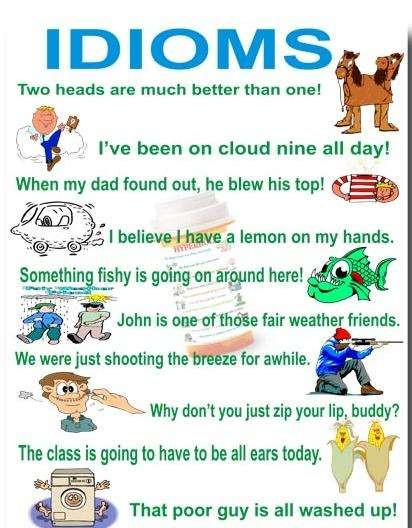 IDIOMS
Two heads are much better than one!
I've been on cloud nine all day!
When my dad found out, he blew his top!
I believe I have a lemon on my hands.
Something fishy is going on around here!
John is one of those fair weather friends.
We were just shooting the breeze for awhile.
Why don't you just zip your lip, buddy?
The class is going to have to be all ears today.
That poor guy is all washed up!